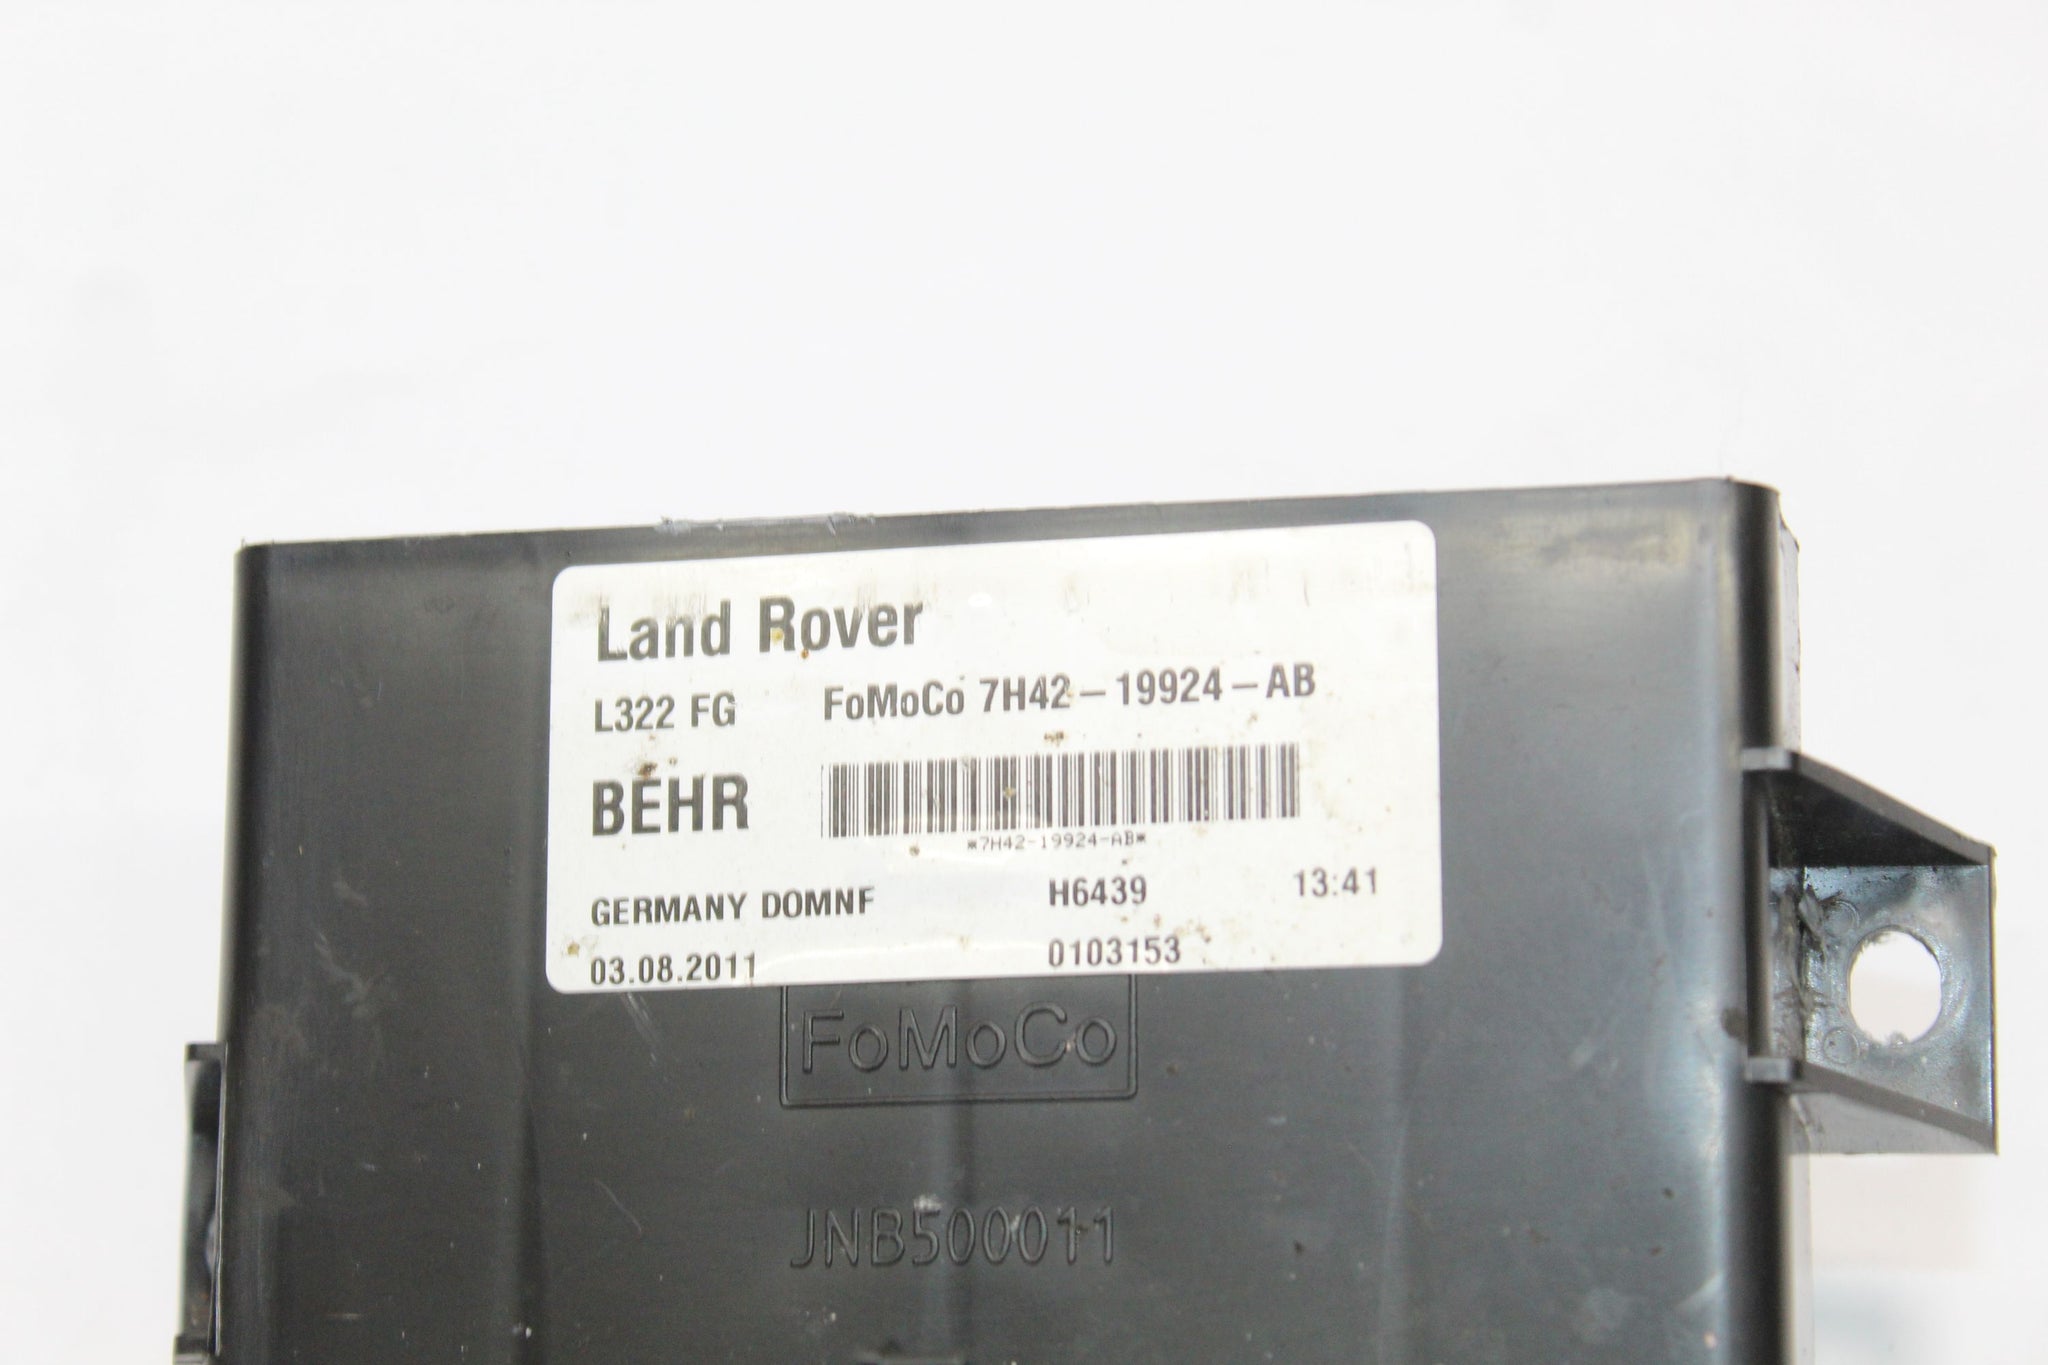 Land Rover
L322 FG FoMoCo 7H42-19924-AB
BEHR
*7H42-19924-AB*
GERMANY DOMNF H6439 13:41
03.08.2011 0103153
FoMoCo
JNB500011